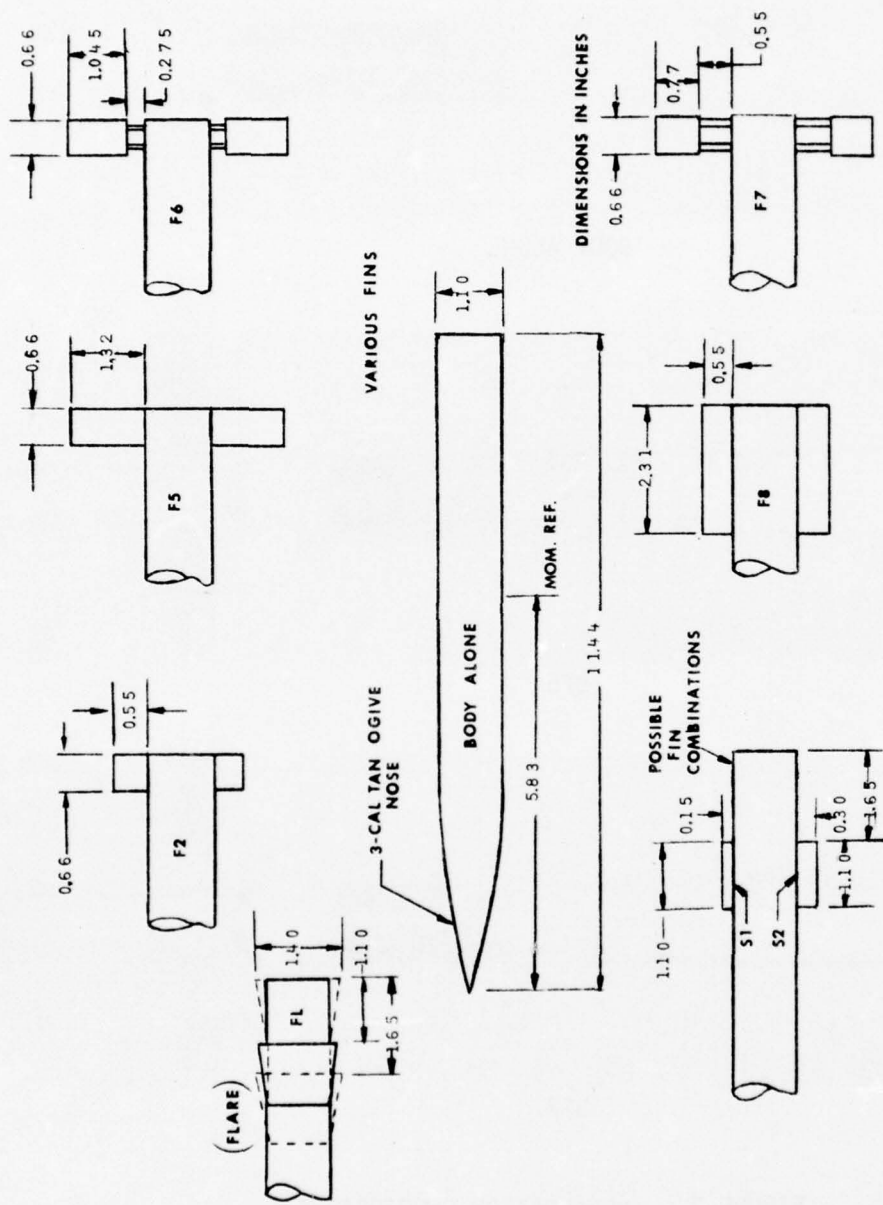 0.66
1.045
0.275
F6
0.66
1.32
F5
0.55
0.66
F2
(FLARE)
FL
1.40
1.10
1.65
VARIOUS FINS
3-CAL TAN OGIVE
NOSE
BODY ALONE
1.10
MOM. REF.
5.83
11.44
DIMENSIONS IN INCHES
0.66
0.77
0.55
F7
2.31
0.55
F8
POSSIBLE
FIN
COMBINATIONS
1.10
0.15
S1
S2
0.30
1.10
1.65